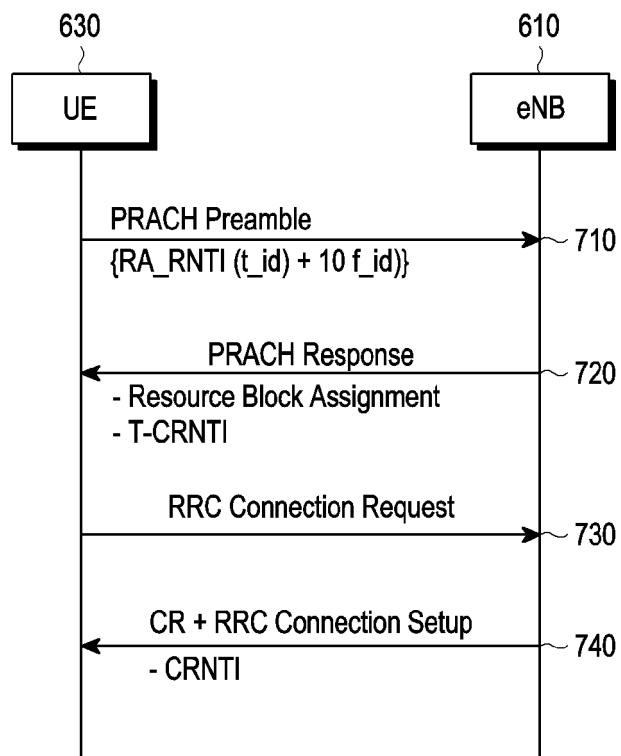 630
610
UE
eNB
PRACH Preamble
710
{RA_RNTI (t_id) + 10 f_id)}
PRACH Response
720
- Resource Block Assignment
- T-CRNTI
RRC Connection Request
730
CR + RRC Connection Setup
740
- CRNTI